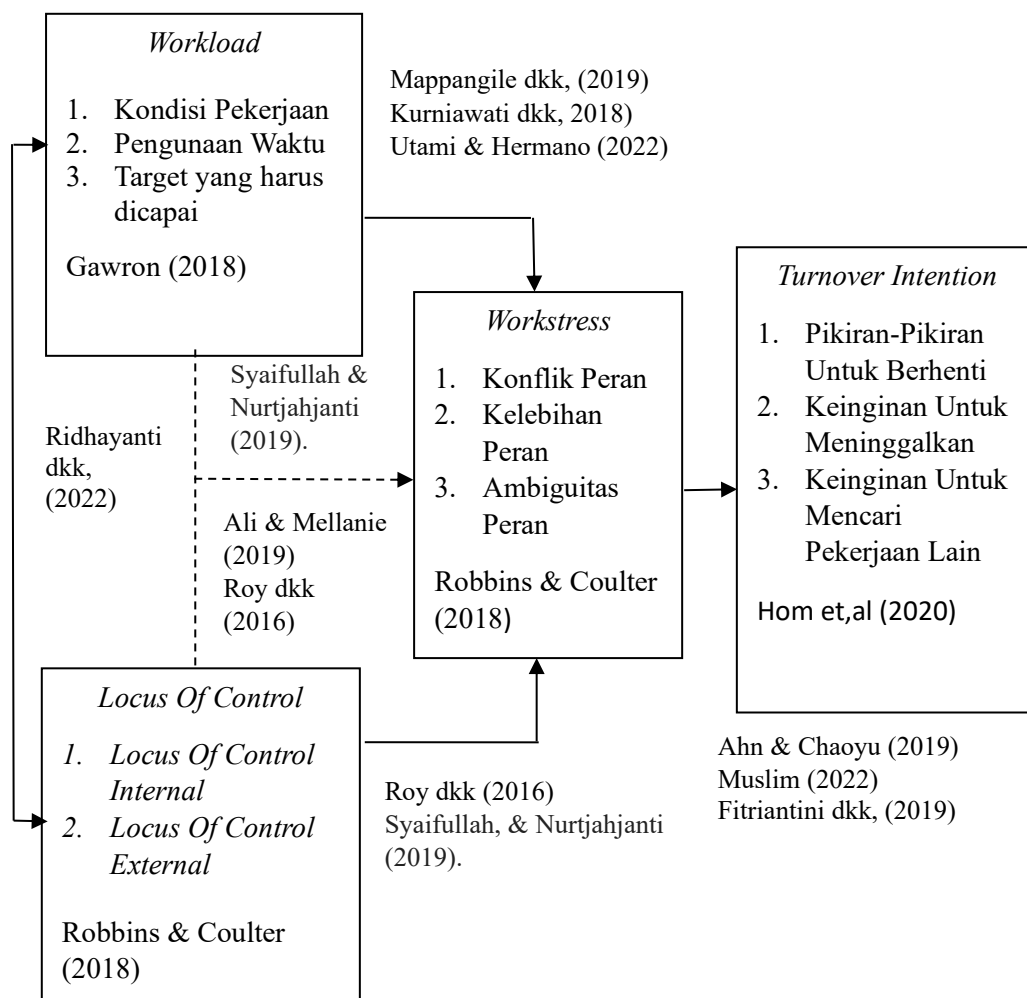 Workload
1. Kondisi Pekerjaan
2. Pengunaan Waktu
3. Target yang harus
dicapai
Gawron (2018)
Mappangile dkk, (2019)
Kurniawati dkk, 2018)
Utami & Hermano (2022)
Ridhayanti
dkk,
(2022)
Syaifullah &
Nurtjahjanti
(2019).
Ali & Mellanie
(2019)
Roy dkk
(2016)
Workstress
1. Konflik Peran
2. Kelebihan
Peran
3. Ambiguitas
Peran
Robbins & Coulter
(2018)
Turnover Intention
1. Pikiran-Pikiran
Untuk Berhenti
2. Keinginan Untuk
Meninggalkan
3. Keinginan Untuk
Mencari
Pekerjaan Lain
Hom et,al (2020)
Locus Of Control
1. Locus Of Control
Internal
2. Locus Of Control
External
Robbins & Coulter
(2018)
Roy dkk (2016)
Syaifullah, & Nurtjahjanti
(2019).
Ahn & Chaoyu (2019)
Muslim (2022)
Fitriantini dkk, (2019)